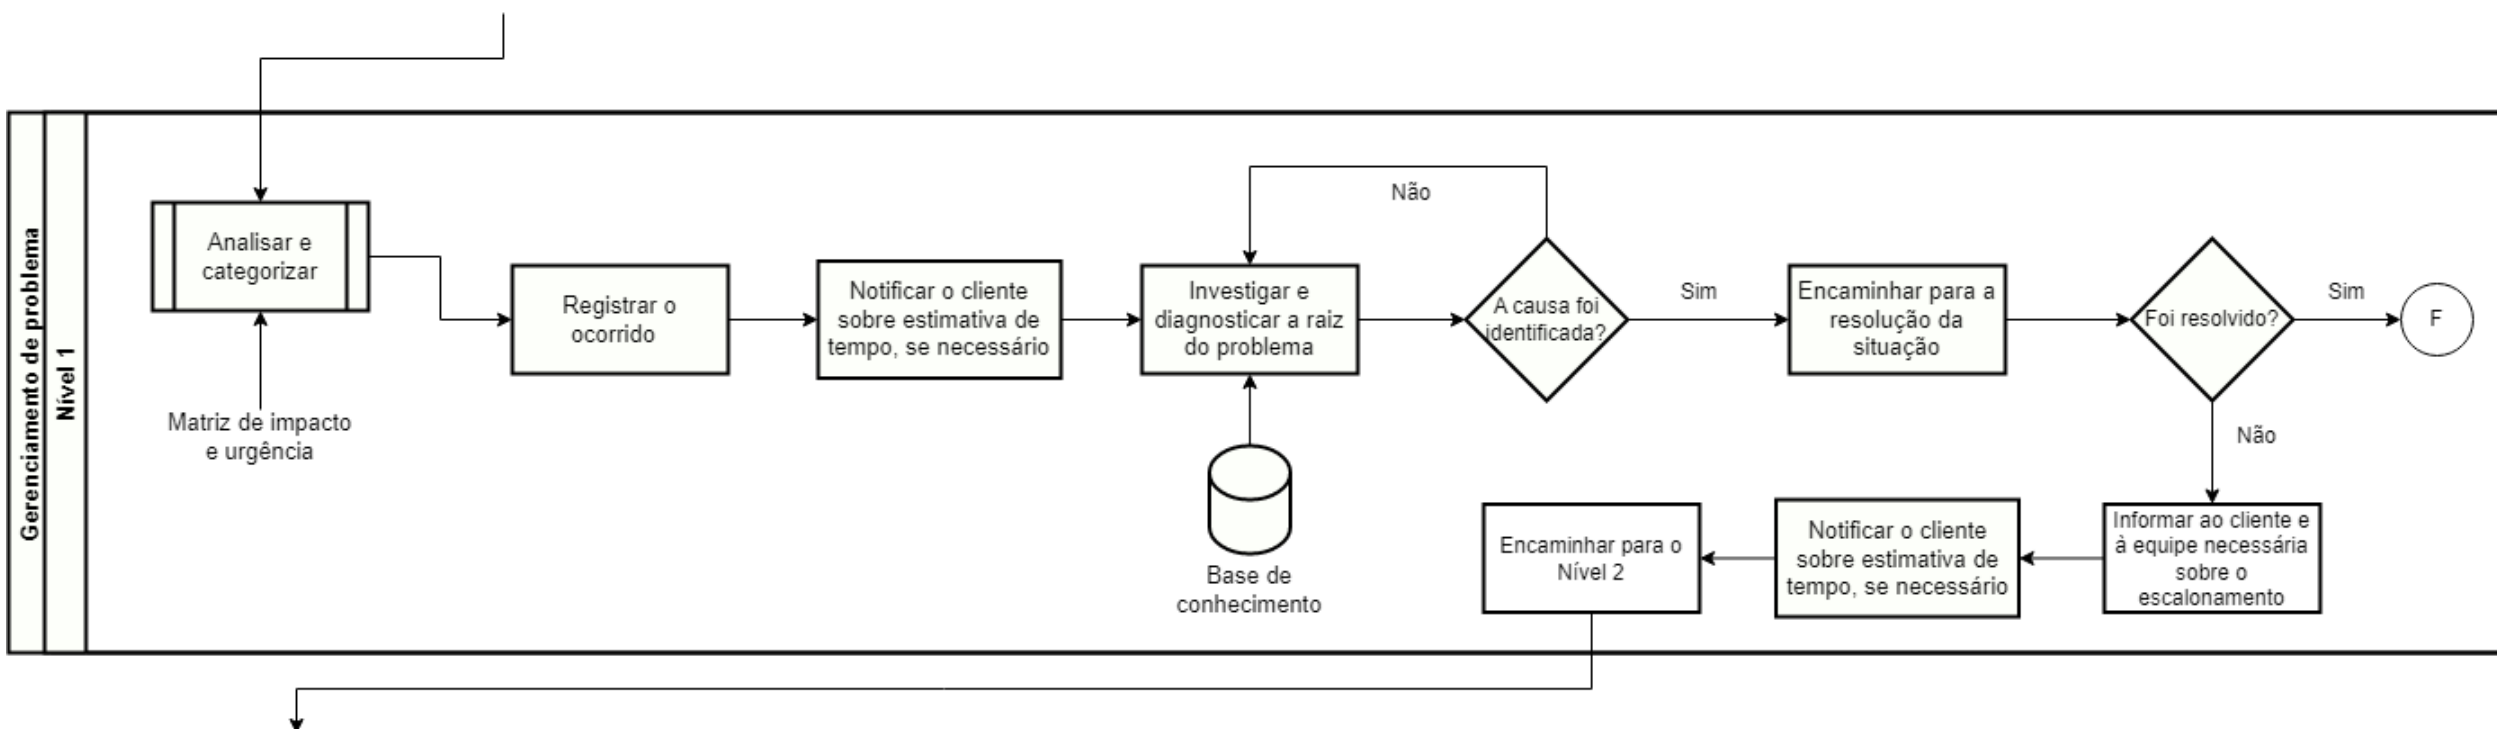 Gerenciamento de problema
Nível 1
Analisar e
categorizar
Matriz de impacto
e urgência
Registrar o
ocorrido
Notificar o cliente
sobre estimativa de
tempo, se necessário
Investigar e
diagnosticar a raiz
do problema
Base de
conhecimento
Não
A causa foi
identificada?
Sim
Encaminhar para a
resolução da
situação
Foi resolvido?
Sim
F
Não
Informar ao cliente e
à equipe necessária
sobre o
escalonamento
Notificar o cliente
sobre estimativa de
tempo, se necessário
Encaminhar para o
Nível 2